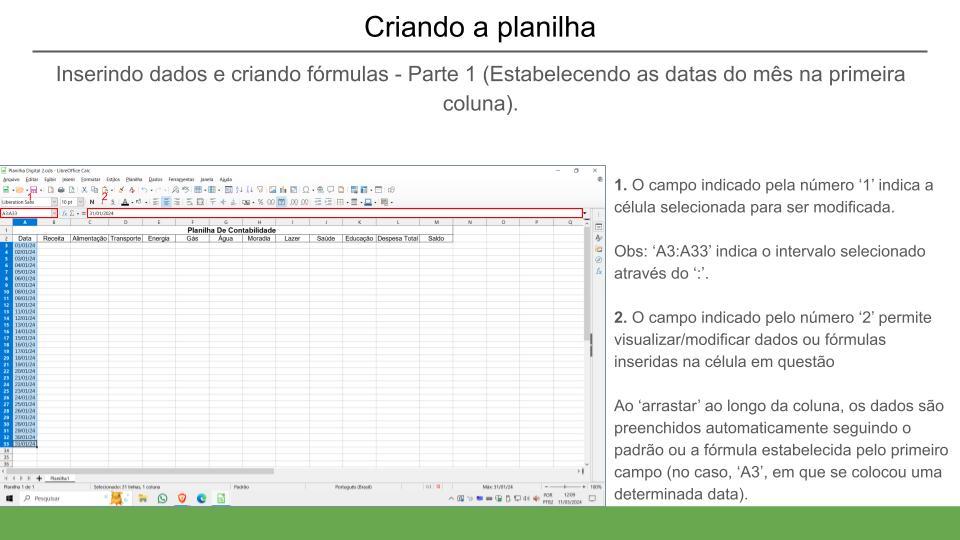 Criando a planilha
Inserindo dados e criando fórmulas - Parte 1 (Estabelecendo as datas do mês na primeira
coluna).
Planilha Digital 2.ods - LibreOffice Calc
Arquivo Editar Exibir Inserir Formatar Estilos Planilha Dados Ferramentas Janela Ajuda
1 2
Liberation Sans 10 pt
A3:A33 31/01/2024
A B C D E F G H I J K L M N O P Q
1 Planilha De Contabilidade
2 Data Receita Alimentação Transporte Energia Gás Água Moradia Lazer Saúde Educação Despesa Total Saldo
3 01/01/24
4 02/01/24
5 03/01/24
6 04/01/24
7 05/01/24
8 06/01/24
9 07/01/24
10 08/01/24
11 09/01/24
12 10/01/24
13 11/01/24
14 12/01/24
15 13/01/24
16 14/01/24
17 15/01/24
18 16/01/24
19 17/01/24
20 18/01/24
21 19/01/24
22 20/01/24
23 21/01/24
24 22/01/24
25 23/01/24
26 24/01/24
27 25/01/24
28 26/01/24
29 27/01/24
30 28/01/24
31 29/01/24
32 30/01/24
33 31/01/24
34
35
36
Planilha1
Planilha 1 de 1 Selecionado: 31 linhas, 1 coluna Padrão Português (Brasil) Máx: 31/01/24 100%
Pesquisar POR 12:09
PTB2 11/03/2024
1. O campo indicado pela número ‘1’ indica a
célula selecionada para ser modificada.
Obs: ‘A3:A33’ indica o intervalo selecionado
através do ‘:’.
2. O campo indicado pelo número ‘2’ permite
visualizar/modificar dados ou fórmulas
inseridas na célula em questão
Ao ‘arrastar’ ao longo da coluna, os dados são
preenchidos automaticamente seguindo o
padrão ou a fórmula estabelecida pelo primeiro
campo (no caso, ‘A3’, em que se colocou uma
determinada data).